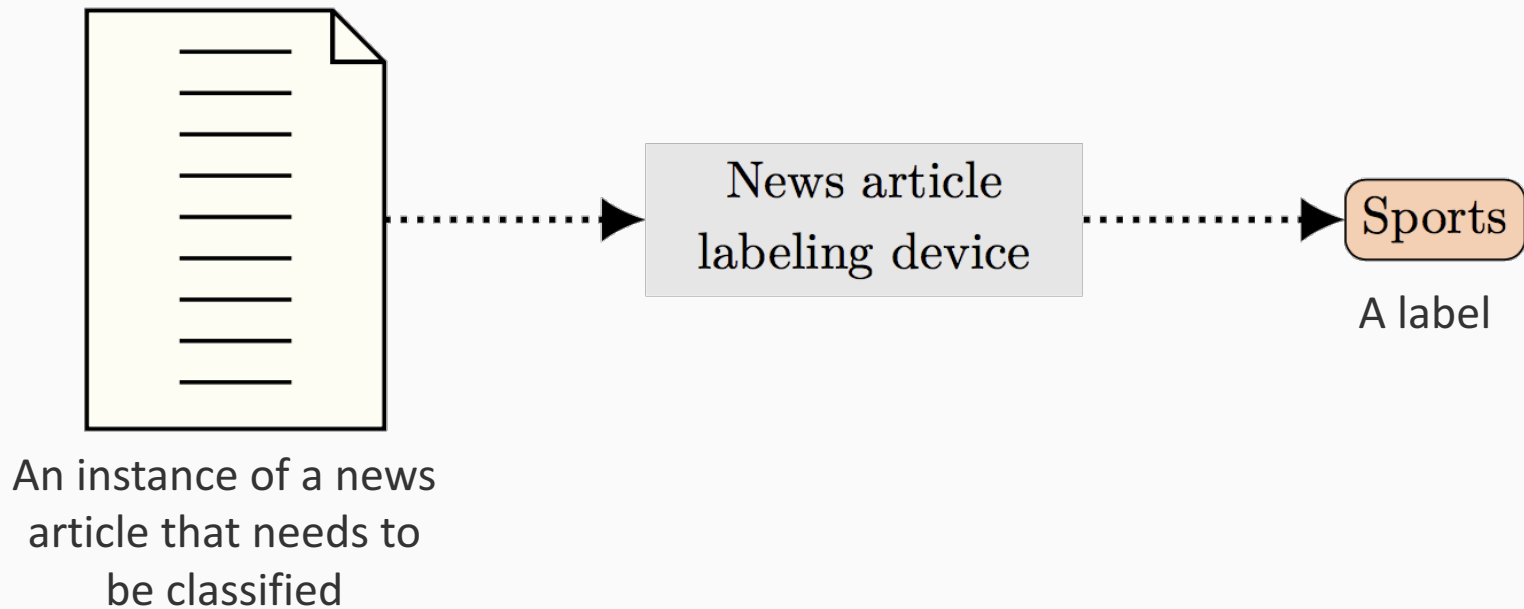 News article
labeling device
Sports
A label
An instance of a news
article that needs to
be classified